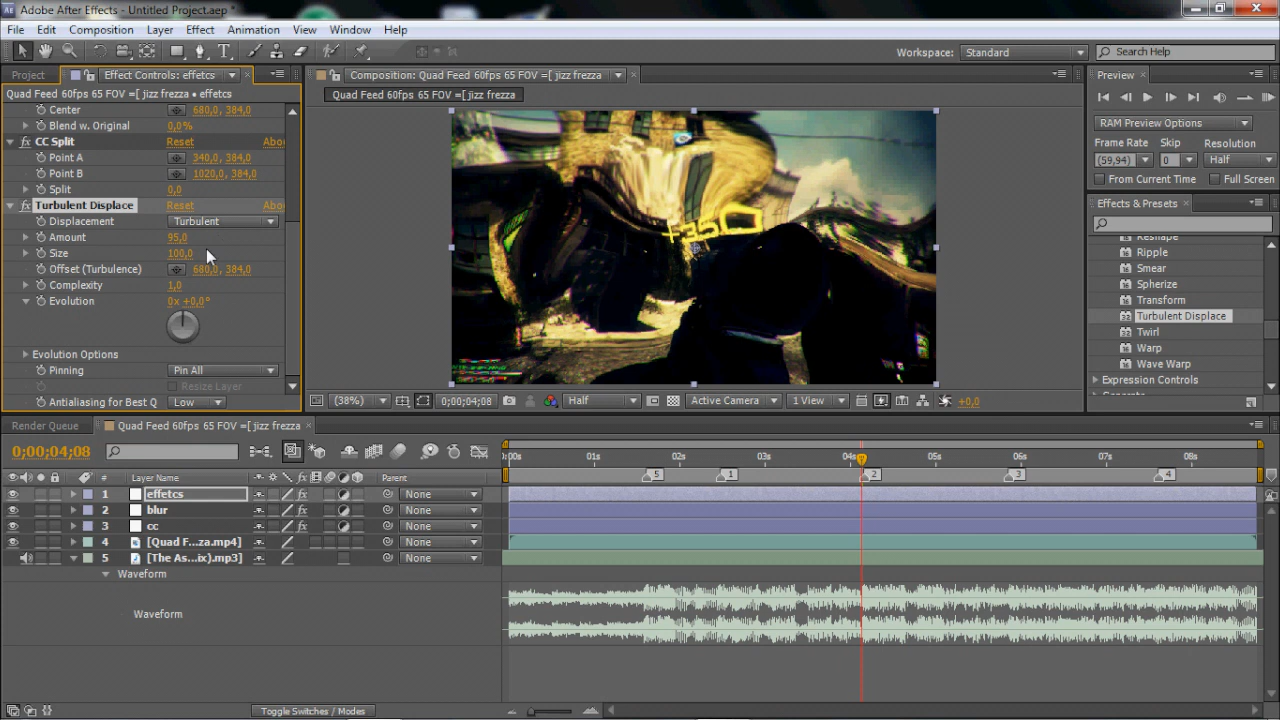 Adobe After Effects - Untitled Project.aep *
File Edit Composition Layer Effect Animation View Window Help
Workspace: Standard Search Help
Project Effect Controls: effetcs
Quad Feed 60fps 65 FOV =[ jizz frezza • effetcs
Center 680,0, 384,0
Blend w. Original 0,0%
CC Split Reset Abo
Point A 340,0, 384,0
Point B 1020,0, 384,0
Split 0,0
Turbulent Displace Reset Abo
Displacement Turbulent
Amount 95,0
Size 100,0
Offset (Turbulence) 680,0, 384,0
Complexity 1,0
Evolution 0x +0,0°
Evolution Options
Pinning Pin All
Resize Layer
Antialiasing for Best Q Low
Composition: Quad Feed 60fps 65 FOV =[ jizz frezza
Quad Feed 60fps 65 FOV =[ jizz frezza
+350
(38%) 0;00;04;08 Half Active Camera 1 View +0,0
Preview
RAM Preview Options
Frame Rate Skip Resolution
(59,94) 0 Half
From Current Time Full Screen
Effects & Presets
Reshape
Ripple
Smear
Spherize
Transform
Turbulent Displace
Twirl
Warp
Wave Warp
Expression Controls
Generate
Render Queue Quad Feed 60fps 65 FOV =[ jizz frezza
0;00;04;08
:00s 01s 02s 03s 04s 05s 06s 07s 08s
5 1 2 3 4
# Layer Name Parent
1 effetcs None
2 blur None
3 cc None
4 [Quad F...za.mp4] None
5 [The As...ix).mp3] None
Waveform
Waveform
Toggle Switches / Modes